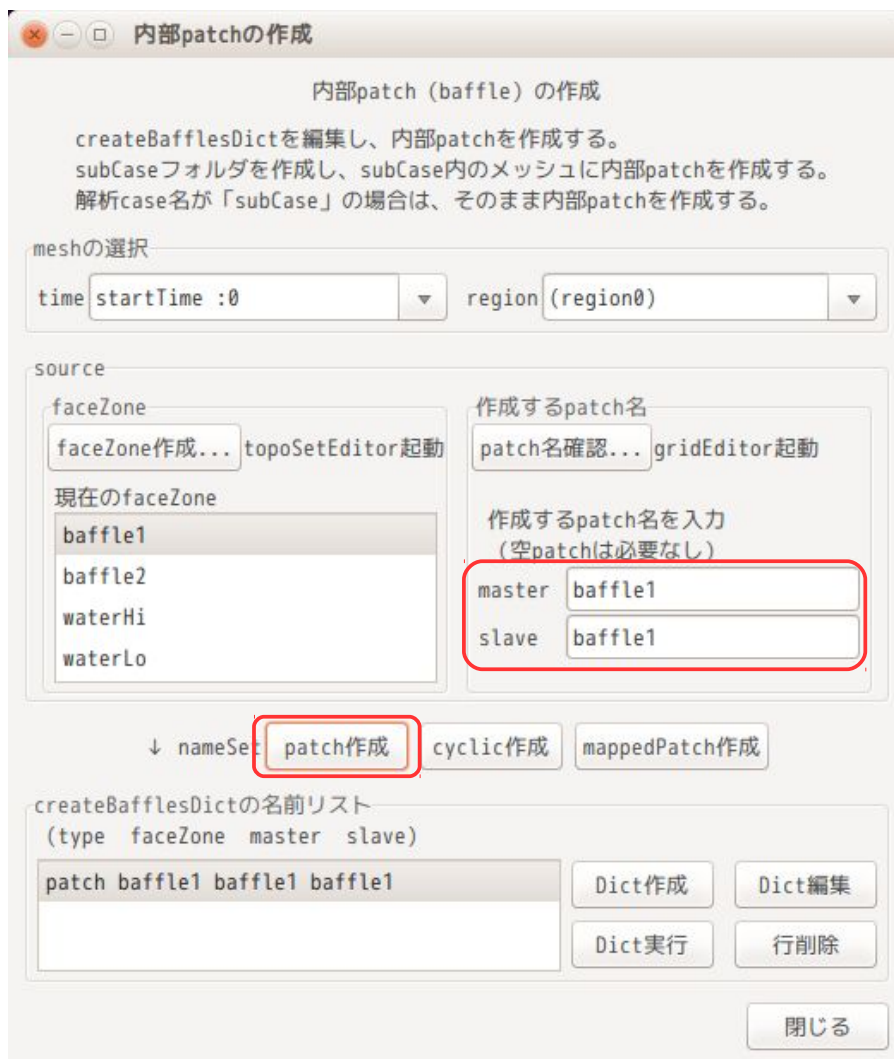 内部patchの作成
内部patch (baffle) の作成
createBafflesDictを編集し、内部patchを作成する。
subCaseフォルダを作成し、subCase内のメッシュに内部patchを作成する。
解析case名が「subCase」の場合は、そのまま内部patchを作成する。
meshの選択
time startTime :0 region (region0)
source
faceZone
faceZone作成... topoSetEditor起動
現在のfaceZone
baffle1
baffle2
waterHi
waterLo
作成するpatch名
patch名確認... gridEditor起動
作成するpatch名を入力
（空patchは必要なし）
master baffle1
slave baffle1
↓ nameSet patch作成 cyclic作成 mappedPatch作成
createBafflesDictの名前リスト
(type faceZone master slave)
patch baffle1 baffle1 baffle1
Dict作成 Dict編集
Dict実行 行削除
閉じる